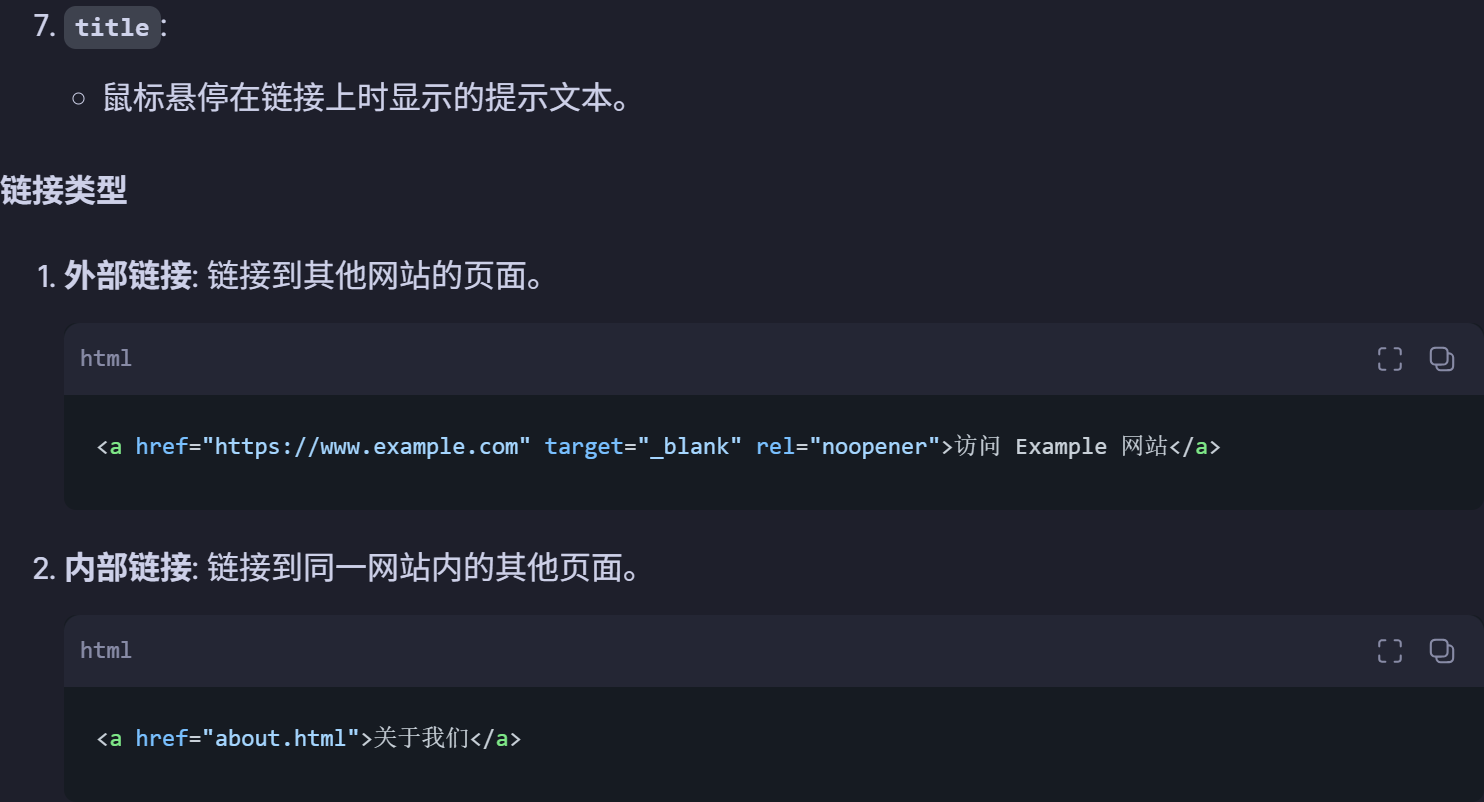 7. title:
○ 鼠标悬停在链接上时显示的提示文本。
链接类型
1. 外部链接: 链接到其他网站的页面。
html
<a href="https://www.example.com" target="_blank" rel="noopener">访问 Example 网站</a>
2. 内部链接: 链接到同一网站内的其他页面。
html
<a href="about.html">关于我们</a>